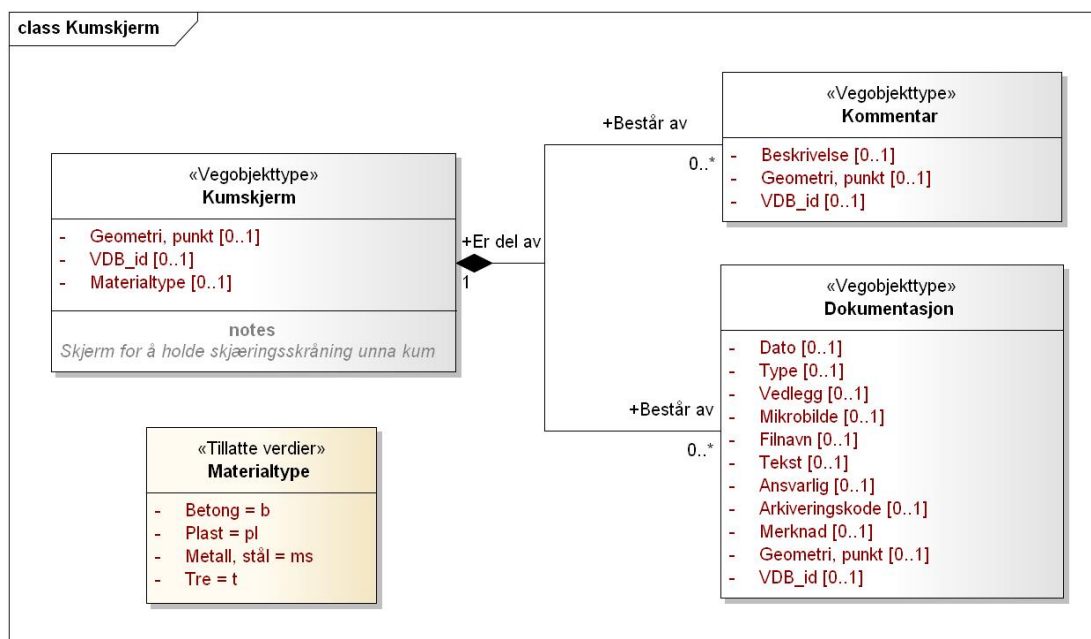 class Kumskjerm
«Vegobjekttype»
Kumskjerm
- Geometri, punkt [0..1]
- VDB_id [0..1]
- Materialtype [0..1]
notes
Skjerm for å holde skjæringsskråning unna kum
+Er del av
1
+Består av
0..*
«Vegobjekttype»
Kommentar
- Beskrivelse [0..1]
- Geometri, punkt [0..1]
- VDB_id [0..1]
+Består av
0..*
«Vegobjekttype»
Dokumentasjon
- Dato [0..1]
- Type [0..1]
- Vedlegg [0..1]
- Mikrobilde [0..1]
- Filnavn [0..1]
- Tekst [0..1]
- Ansvarlig [0..1]
- Arkiveringskode [0..1]
- Merknad [0..1]
- Geometri, punkt [0..1]
- VDB_id [0..1]
«Tillatte verdier»
Materialtype
- Betong = b
- Plast = pl
- Metall, stål = ms
- Tre = t